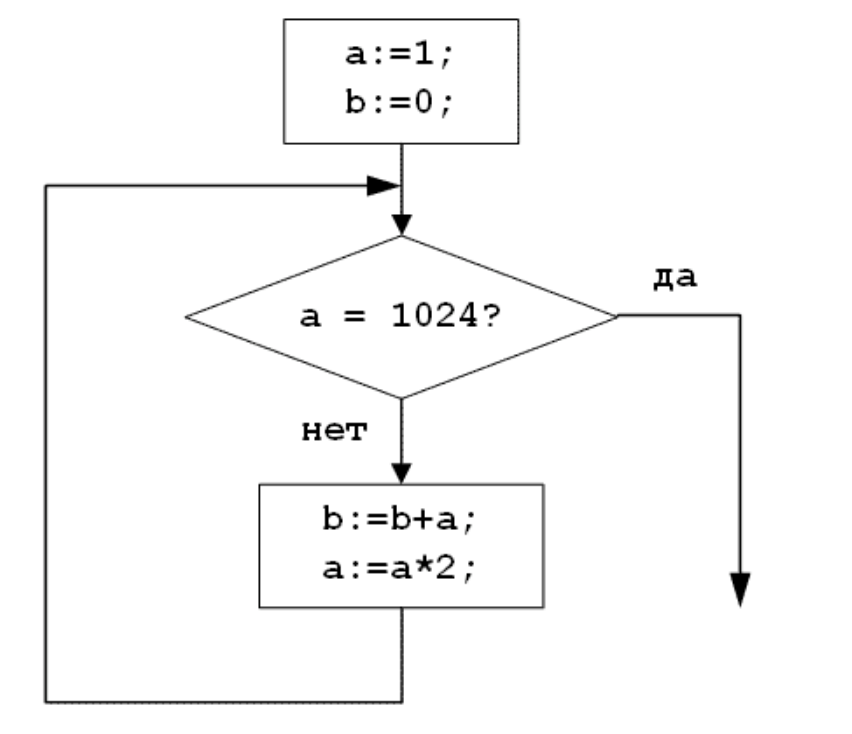 a:=1;
b:=0;
да
a = 1024?
нет
b:=b+a;
a:=a*2;